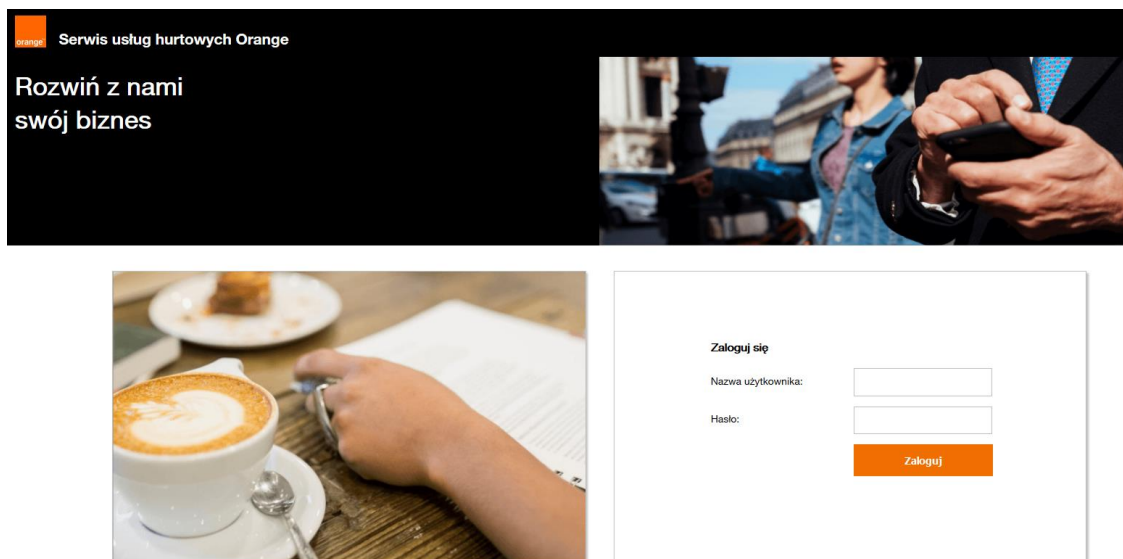 orange
Serwis usług hurtowych Orange
Rozwiń z nami
swój biznes
Zaloguj się
Nazwa użytkownika:
Hasło:
Zaloguj